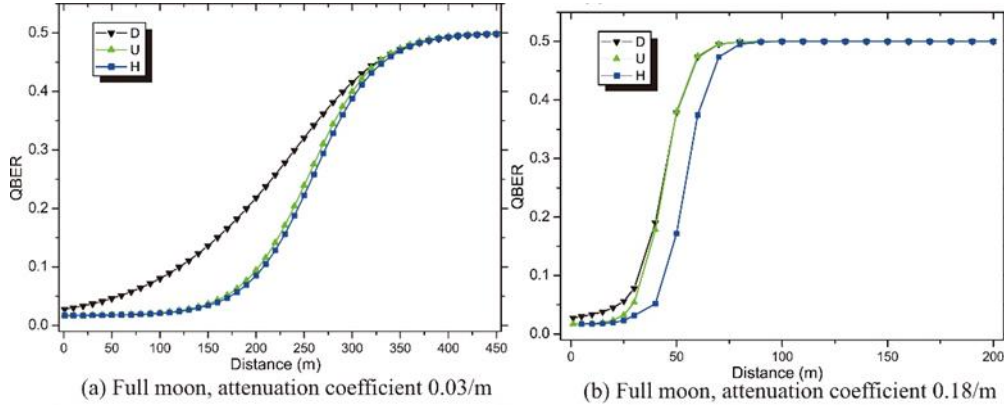 0.5
0.4
0.3
0.2
0.1
0.0
QBER
D
U
H
0 50 100 150 200 250 300 350 400 450
Distance (m)
(a) Full moon, attenuation coefficient 0.03/m
0.5
0.4
0.3
0.2
0.1
0.0
QBER
D
U
H
0 50 100 150 200
Distance (m)
(b) Full moon, attenuation coefficient 0.18/m